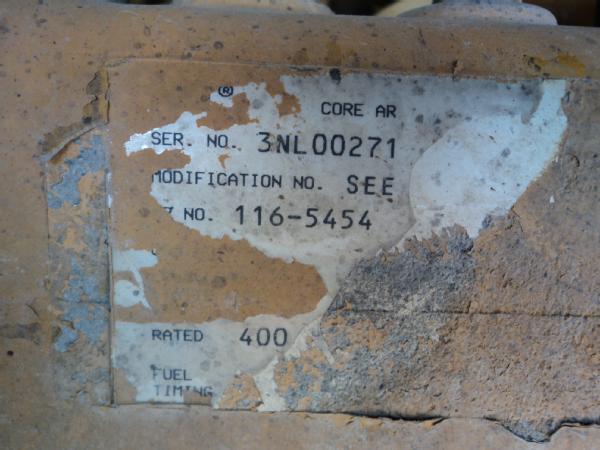 ®
CORE AR
SER. NO. 3NL00271
MODIFICATION NO. SEE
NO. 116-5454
RATED 400
FUEL
TIMING